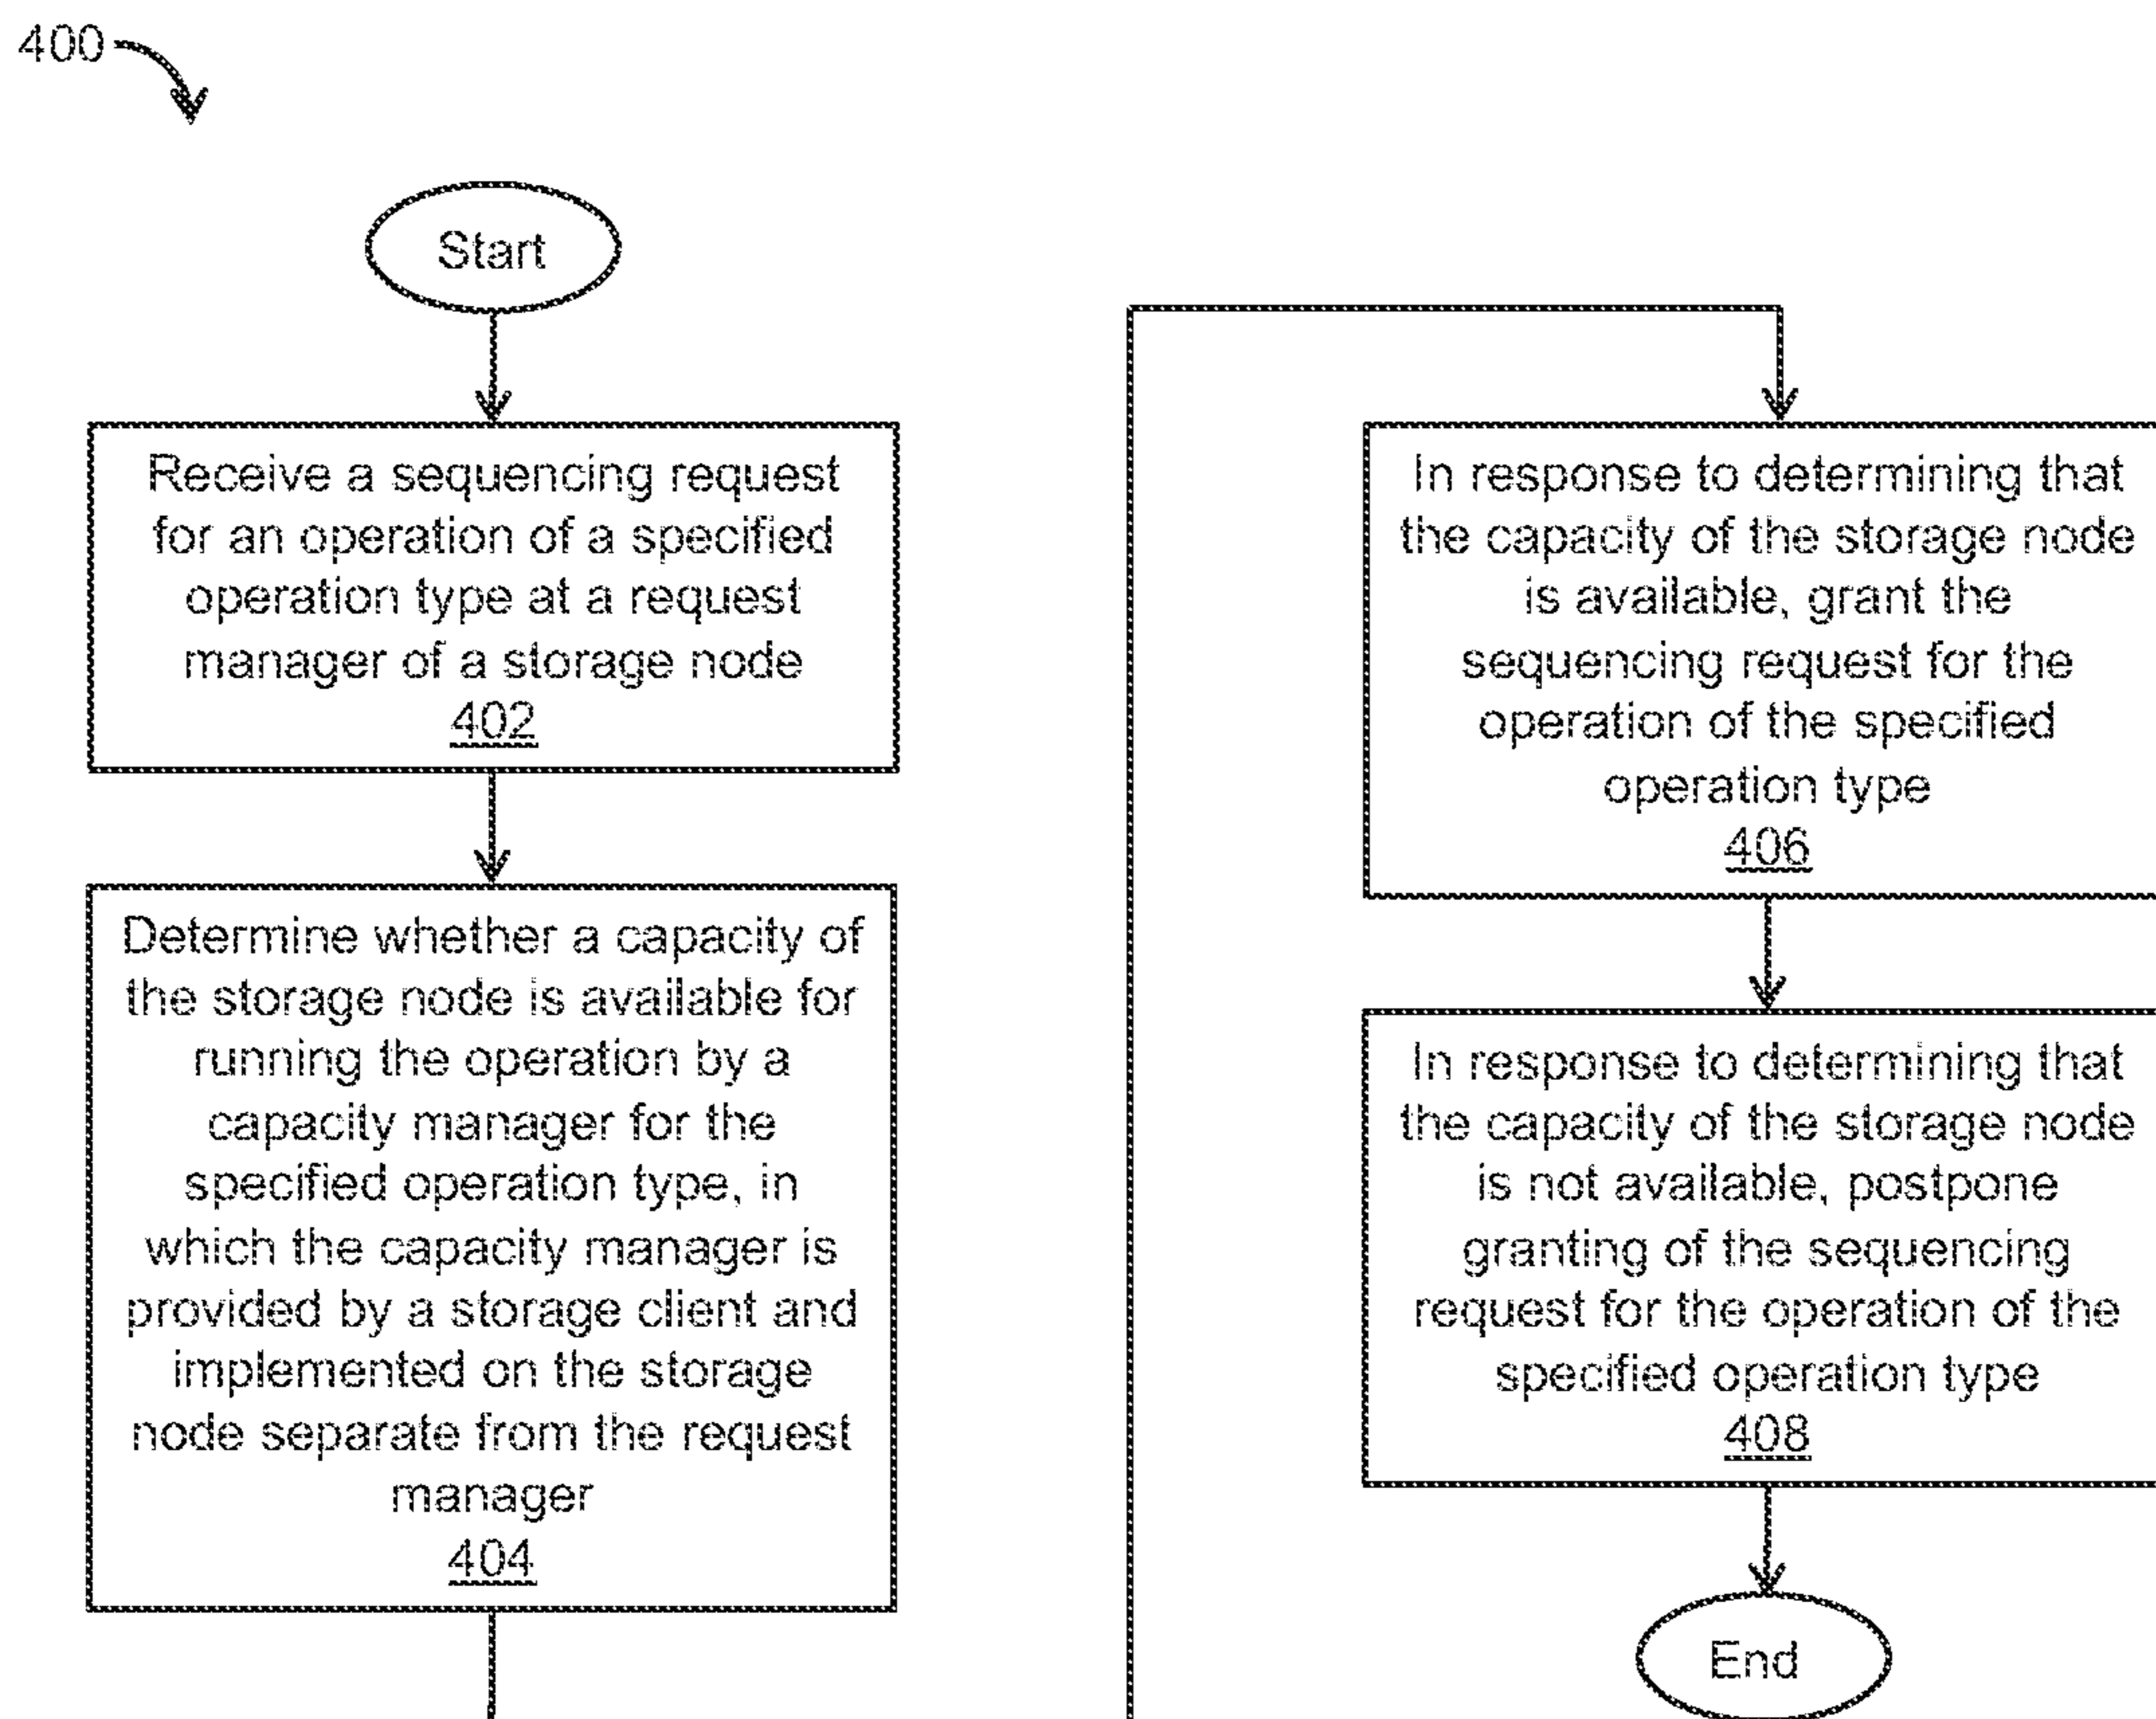 400
Start
Receive a sequencing request
for an operation of a specified
operation type at a request
manager of a storage node
402
Determine whether a capacity of
the storage node is available for
running the operation by a
capacity manager for the
specified operation type, in
which the capacity manager is
provided by a storage client and
implemented on the storage
node separate from the request
manager
404
In response to determining that
the capacity of the storage node
is available, grant the
sequencing request for the
operation of the specified
operation type
406
In response to determining that
the capacity of the storage node
is not available, postpone
granting of the sequencing
request for the operation of the
specified operation type
408
End